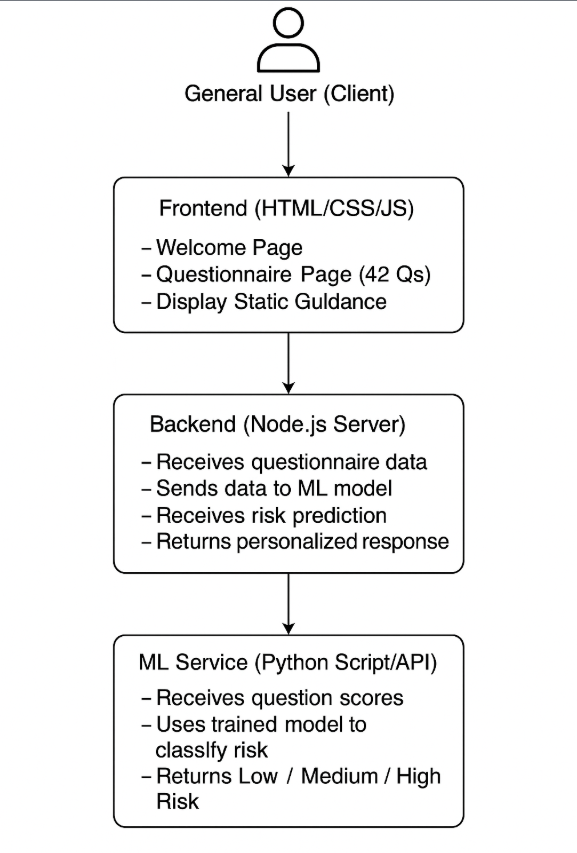 General User (Client)
Frontend (HTML/CSS/JS)
– Welcome Page
– Questionnaire Page (42 Qs)
– Display Static Guldance
Backend (Node.js Server)
– Receives questionnaire data
– Sends data to ML model
– Receives risk prediction
– Returns personalized response
ML Service (Python Script/API)
– Receives question scores
– Uses trained model to
classlfy risk
– Returns Low / Medium / High
Risk